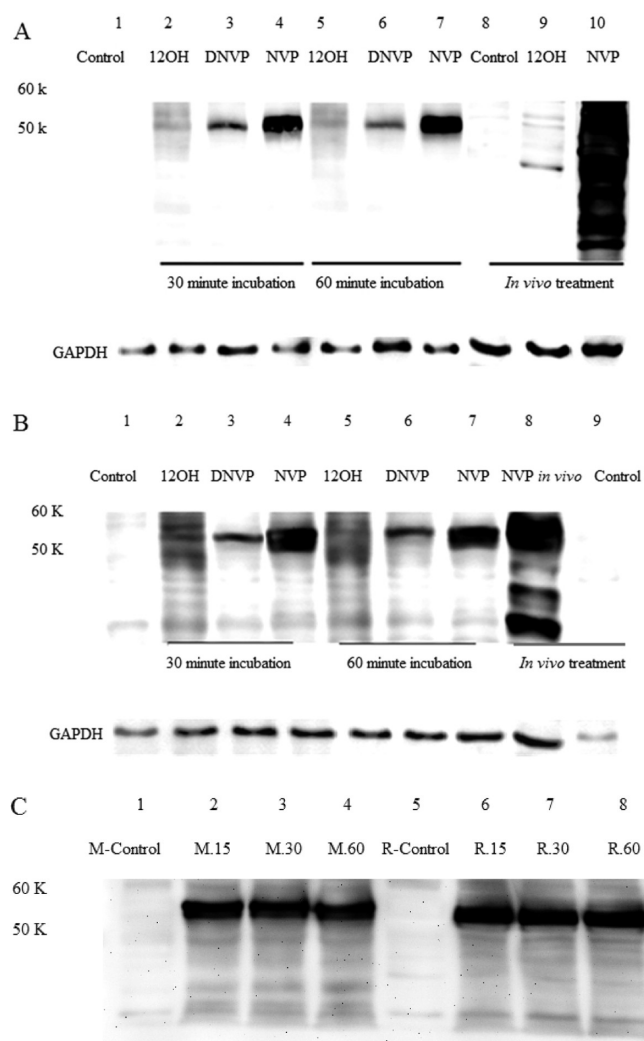 A
1 2 3 4 5 6 7 8 9 10
Control 12OH DNVP NVP 12OH DNVP NVP Control 12OH NVP
60 k
50 k
30 minute incubation 60 minute incubation In vivo treatment
GAPDH
B
1 2 3 4 5 6 7 8 9
Control 12OH DNVP NVP 12OH DNVP NVP NVP in vivo Control
60 K
50 K
30 minute incubation 60 minute incubation In vivo treatment
GAPDH
C
1 2 3 4 5 6 7 8
M-Control M.15 M.30 M.60 R-Control R.15 R.30 R.60
60 K
50 K